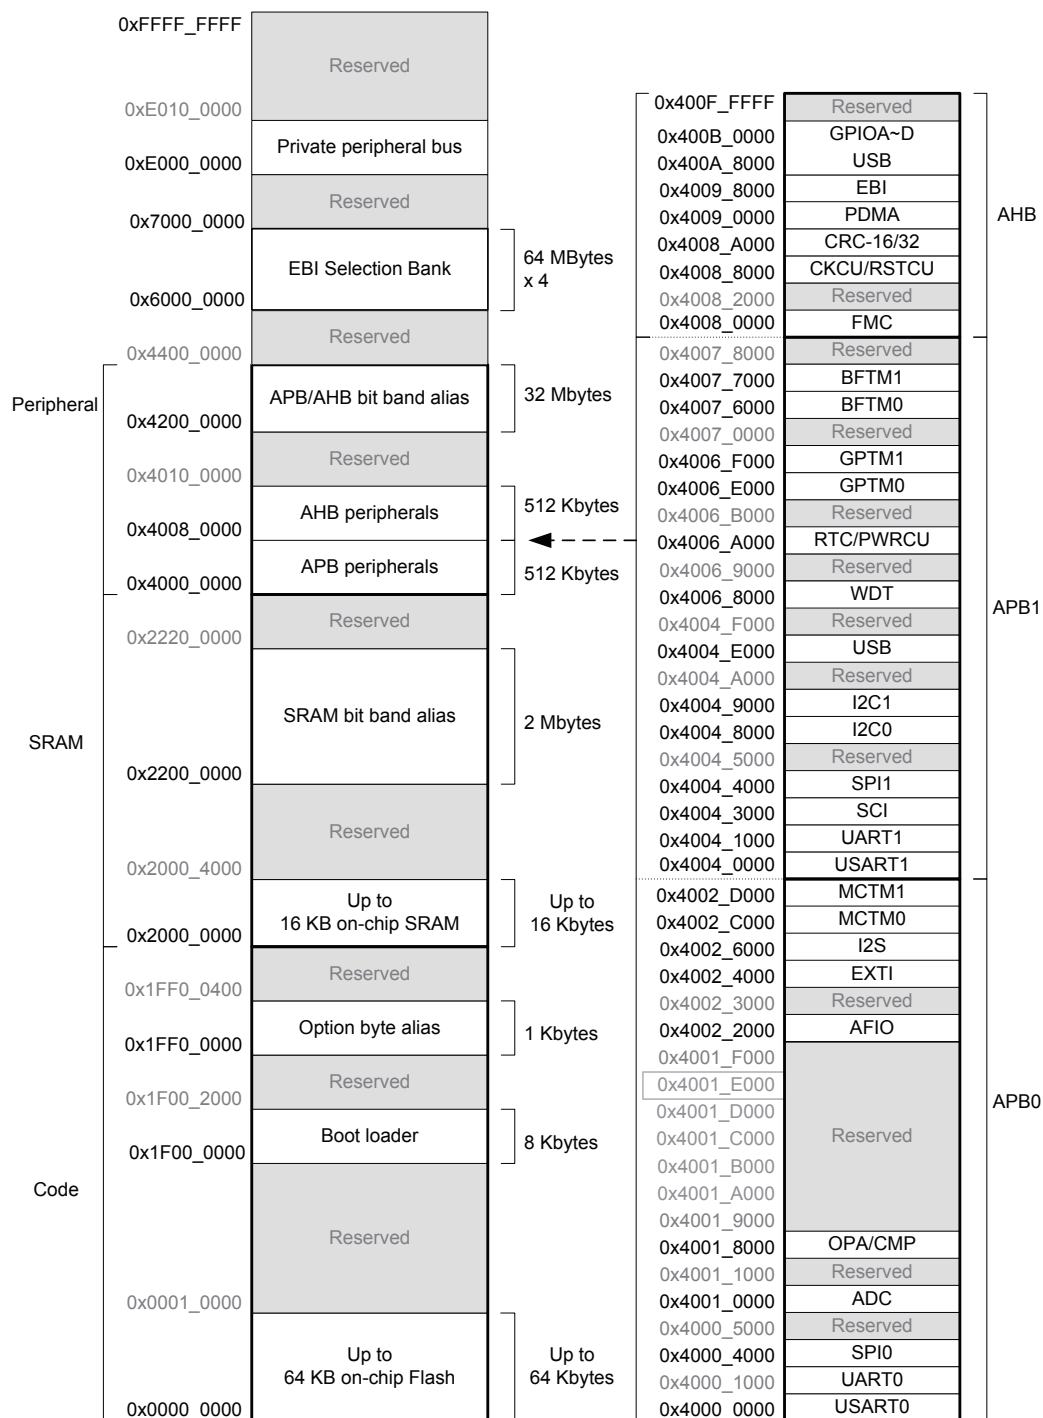 0xFFFF_FFFF
Reserved
0xE010_0000
Private peripheral bus
0xE000_0000
Reserved
0x7000_0000
EBI Selection Bank
64 MBytes
x 4
0x6000_0000
Reserved
0x4400_0000
Peripheral
APB/AHB bit band alias
32 Mbytes
0x4200_0000
Reserved
0x4010_0000
AHB peripherals
512 Kbytes
0x4008_0000
APB peripherals
512 Kbytes
0x4000_0000
Reserved
0x2220_0000
SRAM
SRAM bit band alias
2 Mbytes
0x2200_0000
Reserved
0x2000_4000
Up to
16 KB on-chip SRAM
Up to
16 Kbytes
0x2000_0000
Reserved
0x1FF0_0400
Option byte alias
1 Kbytes
0x1FF0_0000
Reserved
0x1F00_2000
Boot loader
8 Kbytes
0x1F00_0000
Code
Reserved
0x0001_0000
Up to
64 KB on-chip Flash
Up to
64 Kbytes
0x0000_0000
0x400F_FFFF Reserved
0x400B_0000 GPIOA~D
0x400A_8000 USB
0x4009_8000 EBI
0x4009_0000 PDMA
AHB
0x4008_A000 CRC-16/32
0x4008_8000 CKCU/RSTCU
0x4008_2000 Reserved
0x4008_0000 FMC
0x4007_8000 Reserved
0x4007_7000 BFTM1
0x4007_6000 BFTM0
0x4007_0000 Reserved
0x4006_F000 GPTM1
0x4006_E000 GPTM0
0x4006_B000 Reserved
0x4006_A000 RTC/PWRCU
0x4006_9000 Reserved
0x4006_8000 WDT
APB1
0x4004_F000 Reserved
0x4004_E000 USB
0x4004_A000 Reserved
0x4004_9000 I2C1
0x4004_8000 I2C0
0x4004_5000 Reserved
0x4004_4000 SPI1
0x4004_3000 SCI
0x4004_1000 UART1
0x4004_0000 USART1
0x4002_D000 MCTM1
0x4002_C000 MCTM0
0x4002_6000 I2S
0x4002_4000 EXTI
0x4002_3000 Reserved
0x4002_2000 AFIO
0x4001_F000
0x4001_E000
APB0
0x4001_D000
0x4001_C000 Reserved
0x4001_B000
0x4001_A000
0x4001_9000
0x4001_8000 OPA/CMP
0x4001_1000 Reserved
0x4001_0000 ADC
0x4000_5000 Reserved
0x4000_4000 SPI0
0x4000_1000 UART0
0x4000_0000 USART0